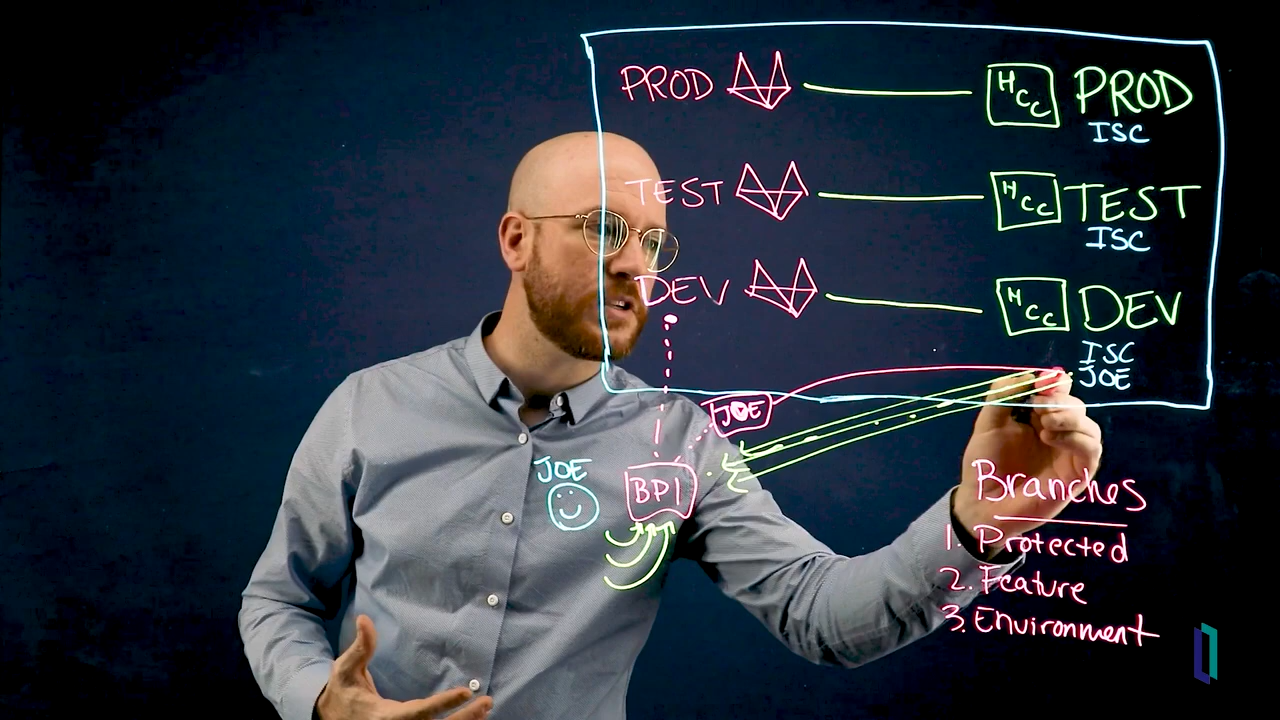 PROD HCC PROD
ISC
TEST HCC TEST
ISC
DEV HCC DEV
ISC
JOE
JOE
JOE
BP1
Branches
1. Protected
2. Feature
3. Environment